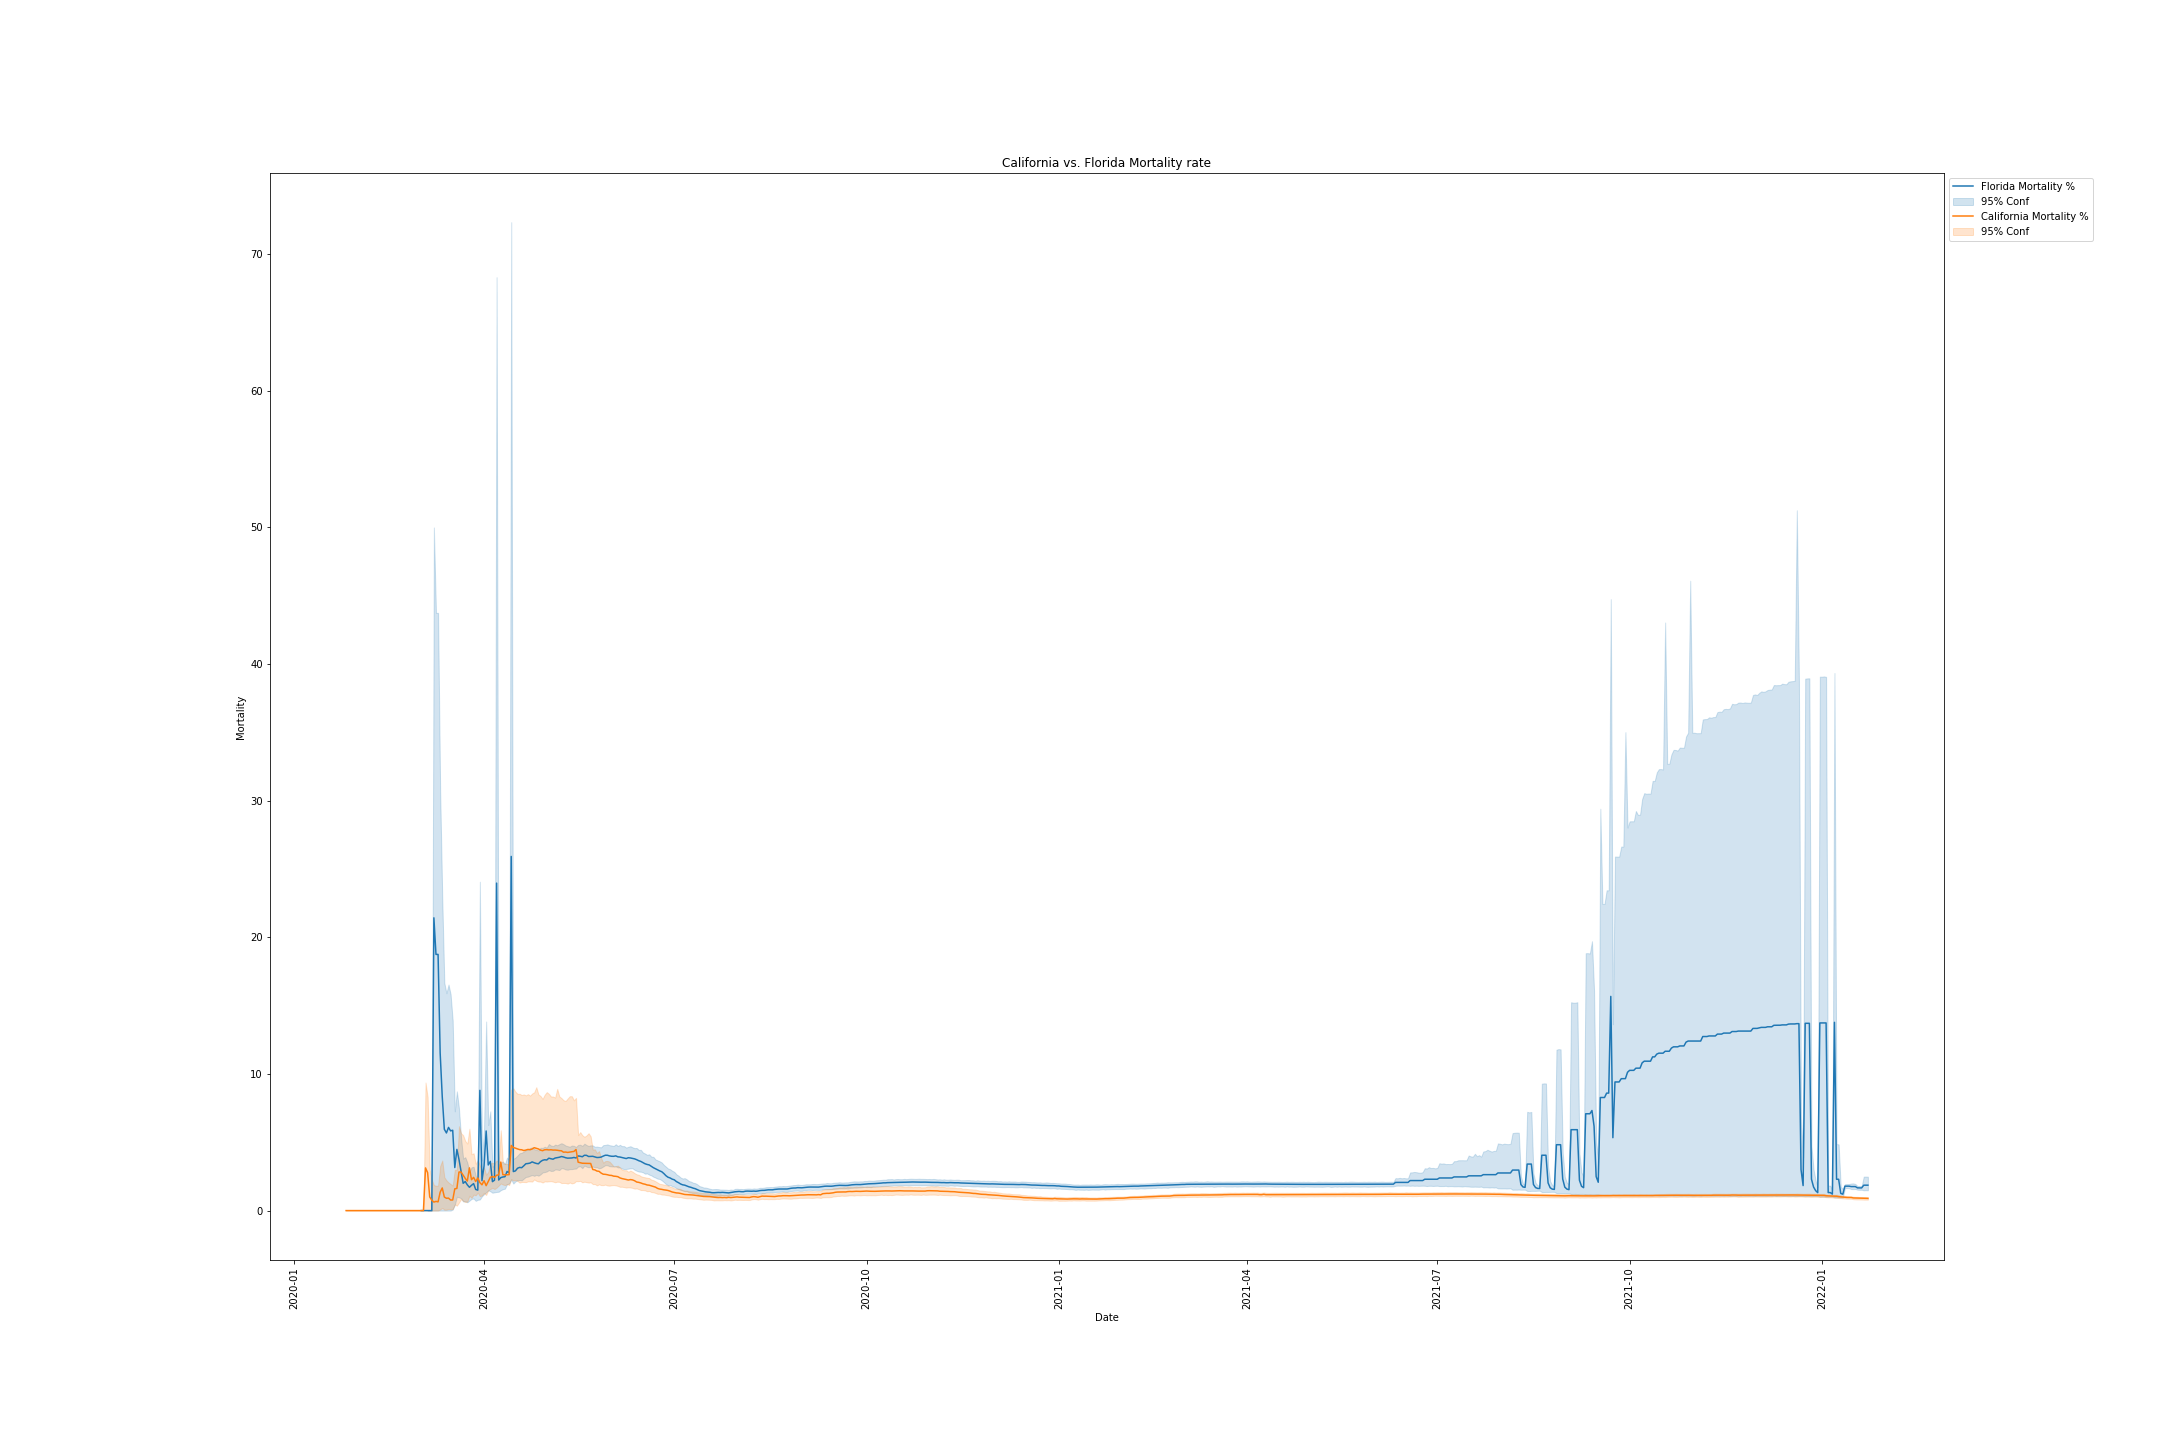 California vs. Florida Mortality rate
Florida Mortality %
95% Conf
California Mortality %
95% Conf
70
60
50
40
30
20
10
0
Mortality
2020-01
2020-04
2020-07
2020-10
2021-01
2021-04
2021-07
2021-10
2022-01
Date